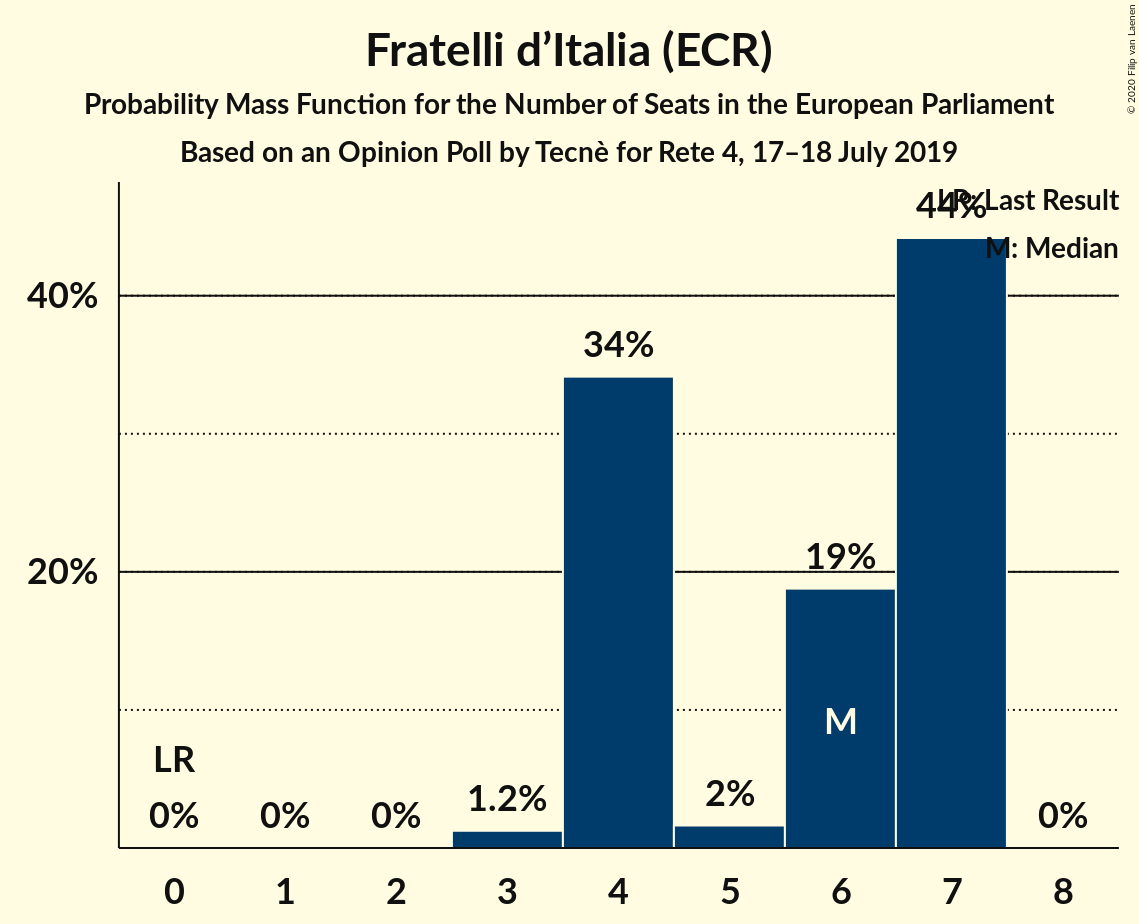 © 2020 Filip van Laenen
Fratelli d’Italia (ECR)
Probability Mass Function for the Number of Seats in the European Parliament
Based on an Opinion Poll by Tecnè for Rete 4, 17–18 July 2019
LR: Last Result
M: Median
44%
40%
34%
20%
19%
M
LR
0%
0%
0%
1.2%
2%
0%
0 1 2 3 4 5 6 7 8